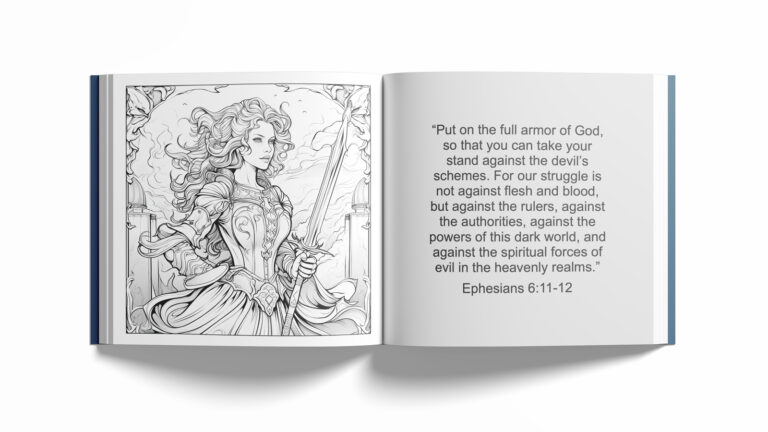 “Put on the full armor of God,
so that you can take your
stand against the devil’s
schemes. For our struggle is
not against flesh and blood,
but against the rulers, against
the authorities, against the
powers of this dark world, and
against the spiritual forces of
evil in the heavenly realms.”
Ephesians 6:11-12